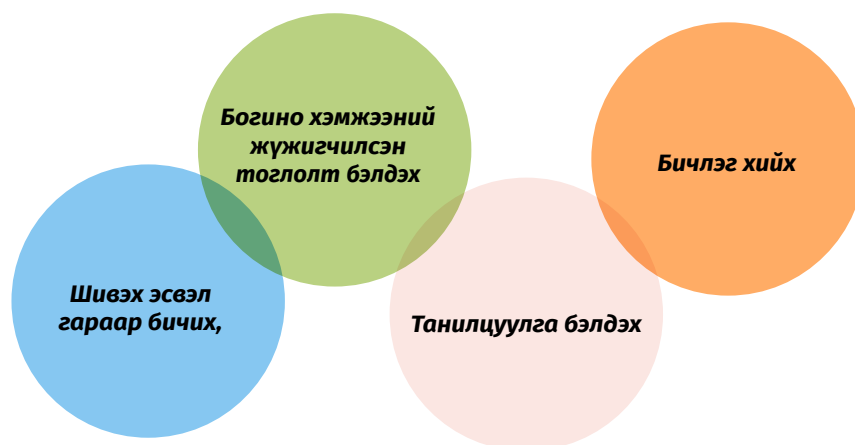 Богино хэмжээний
жүжигчилсэн
тоглолт бэлдэх
Бичлэг хийх
Шивэх эсвэл
гараар бичих,
Танилцуулга бэлдэх